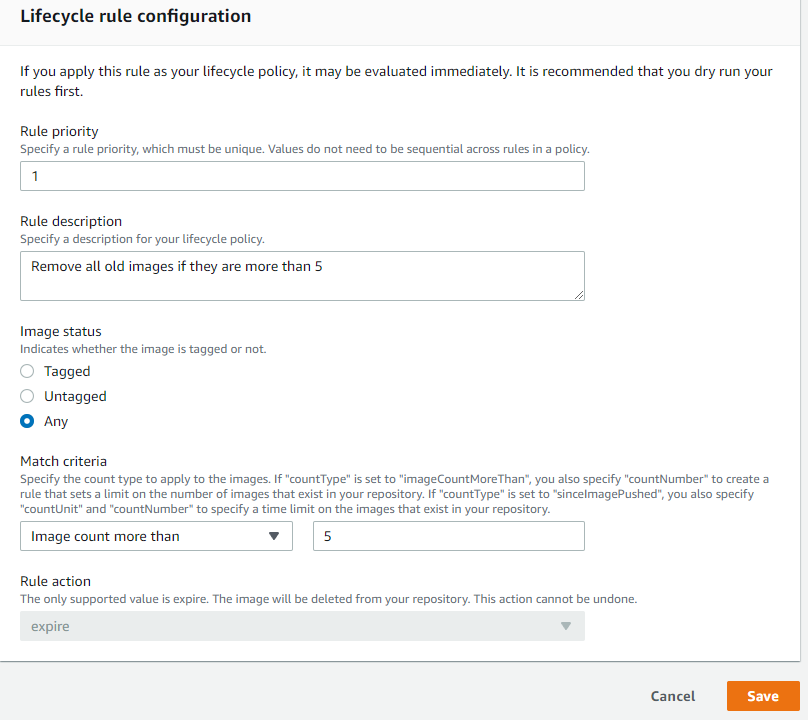 Lifecycle rule configuration
If you apply this rule as your lifecycle policy, it may be evaluated immediately. It is recommended that you dry run your
rules first.
Rule priority
Specify a rule priority, which must be unique. Values do not need to be sequential across rules in a policy.
1
Rule description
Specify a description for your lifecycle policy.
Remove all old images if they are more than 5
Image status
Indicates whether the image is tagged or not.
Tagged
Untagged
Any
Match criteria
Specify the count type to apply to the images. If "countType" is set to "imageCountMoreThan", you also specify "countNumber" to create a
rule that sets a limit on the number of images that exist in your repository. If "countType" is set to "sinceImagePushed", you also specify
"countUnit" and "countNumber" to specify a time limit on the images that exist in your repository.
Image count more than 5
Rule action
The only supported value is expire. The image will be deleted from your repository. This action cannot be undone.
expire
Cancel Save